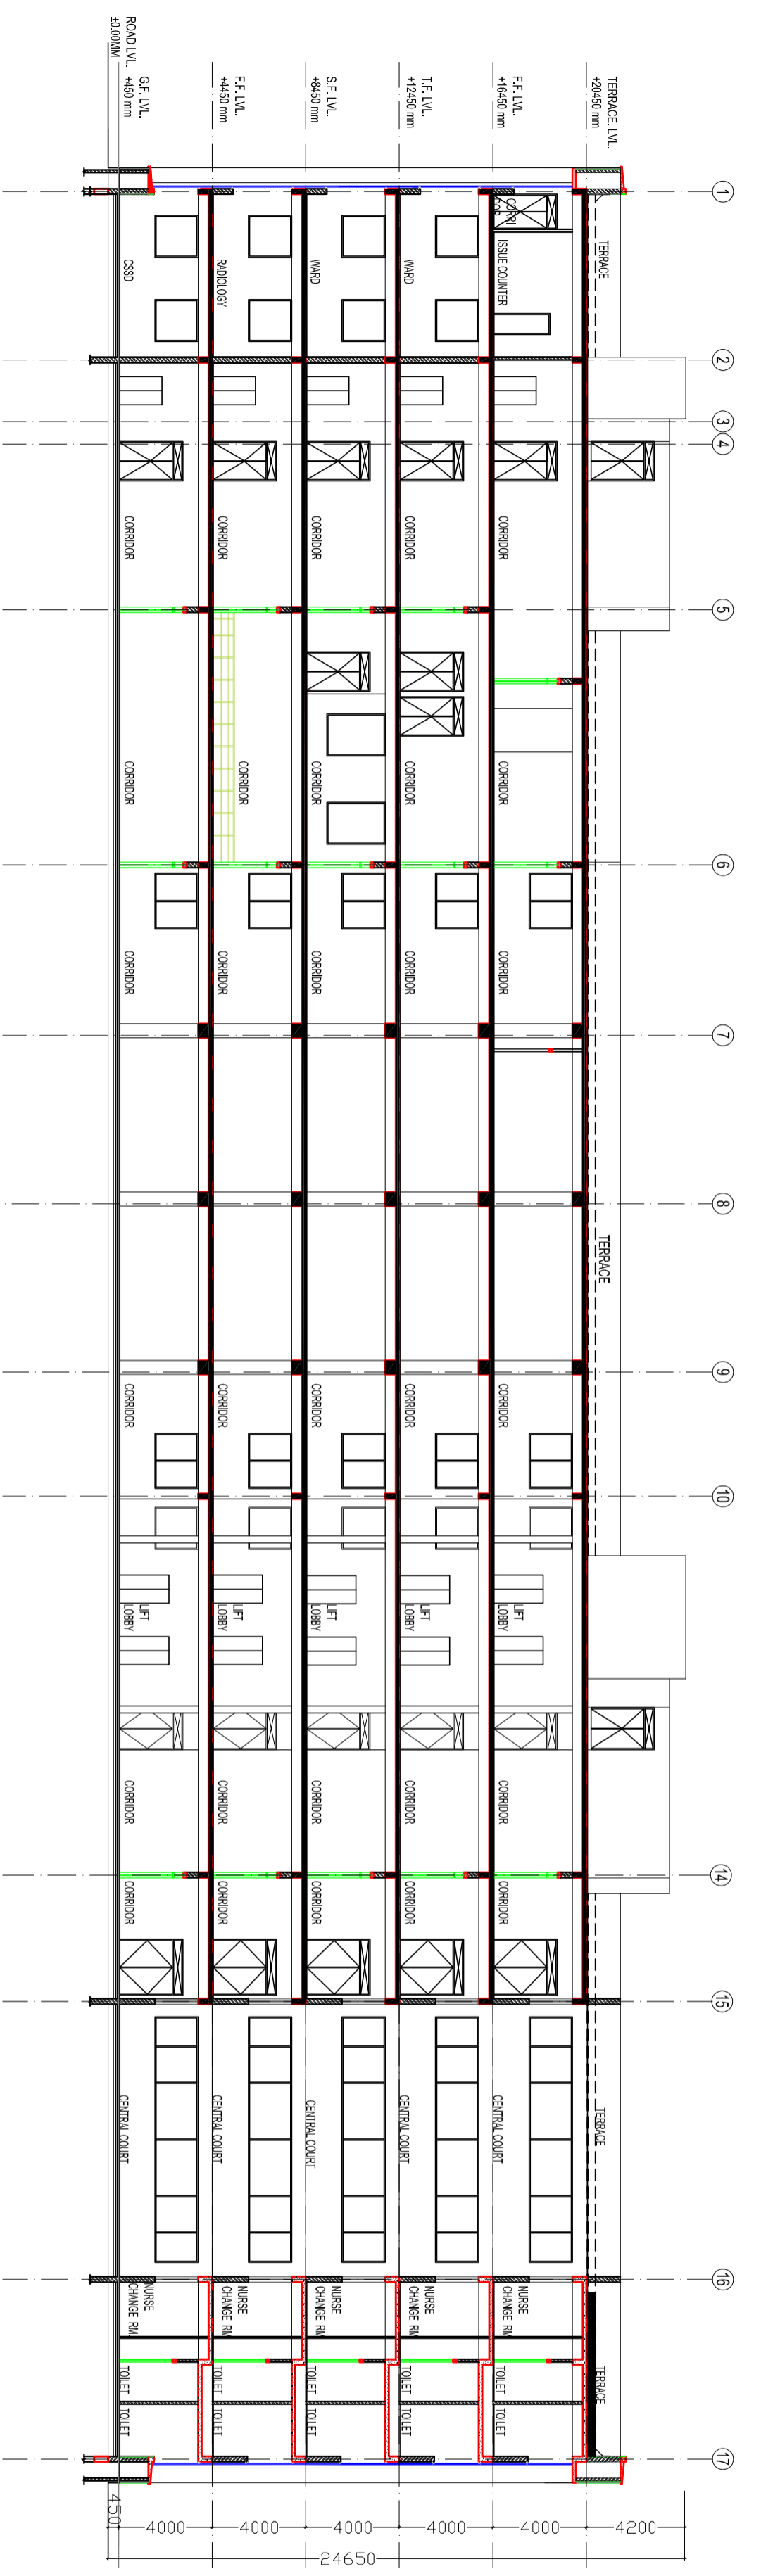 1
2
3
4
5
6
7
8
9
10
14
15
16
17
TERRACE. LVL.
+20450 mm
TERRACE
TERRACE
TERRACE
TERRACE
4200
F.F. LVL.
+16450 mm
CORRI
DOR
ISSUE COUNTER
CORRIDOR
CORRIDOR
CORRIDOR
CORRIDOR
LIFT
LOBBY
CORRIDOR
CORRIDOR
CENTRAL COURT
NURSE
CHANGE RM
TOILET
TOILET
4000
T.F. LVL.
+12450 mm
WARD
CORRIDOR
CORRIDOR
CORRIDOR
CORRIDOR
LIFT
LOBBY
CORRIDOR
CORRIDOR
CENTRAL COURT
NURSE
CHANGE RM
TOILET
TOILET
4000
S.F. LVL.
+8450 mm
WARD
CORRIDOR
CORRIDOR
CORRIDOR
CORRIDOR
LIFT
LOBBY
CORRIDOR
CORRIDOR
CENTRAL COURT
NURSE
CHANGE RM
TOILET
TOILET
4000
F.F. LVL.
+4450 mm
RADIOLOGY
CORRIDOR
CORRIDOR
CORRIDOR
CORRIDOR
LIFT
LOBBY
CORRIDOR
CORRIDOR
CENTRAL COURT
NURSE
CHANGE RM
TOILET
TOILET
4000
G.F. LVL.
+450 mm
CSSD
CORRIDOR
CORRIDOR
CORRIDOR
CORRIDOR
LIFT
LOBBY
CORRIDOR
CORRIDOR
CENTRAL COURT
NURSE
CHANGE RM.
TOILET
TOILET
4000
ROAD LVL.
±0.00MM
450
24650